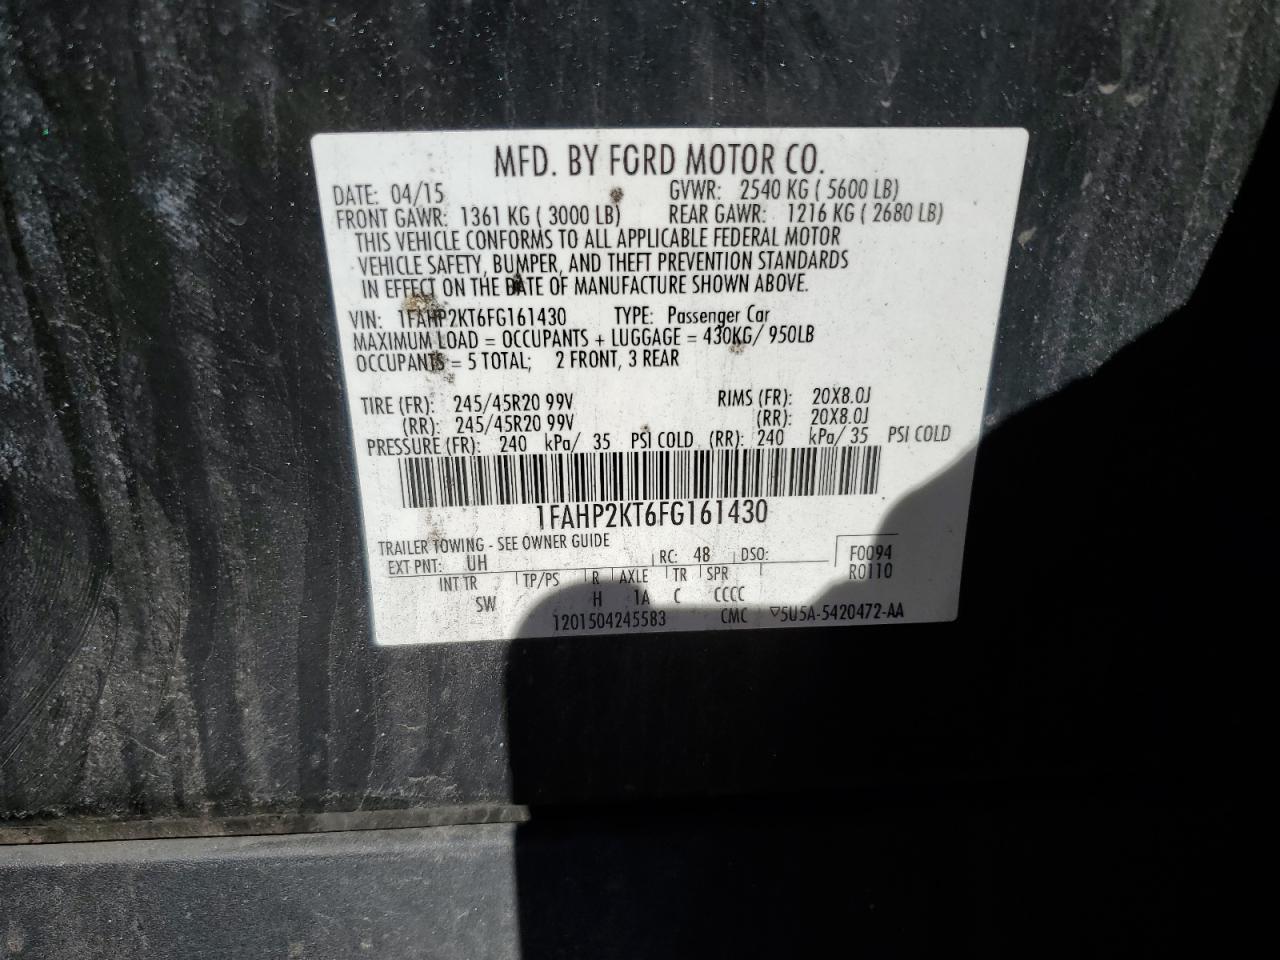 MFD. BY FORD MOTOR CO.
DATE: 04/15 GVWR: 2540 KG ( 5600 LB)
FRONT GAWR: 1361 KG ( 3000 LB) REAR GAWR: 1216 KG ( 2680 LB)
THIS VEHICLE CONFORMS TO ALL APPLICABLE FEDERAL MOTOR
VEHICLE SAFETY, BUMPER, AND THEFT PREVENTION STANDARDS
IN EFFECT ON THE DATE OF MANUFACTURE SHOWN ABOVE.
VIN: 1FAHP2KT6FG161430 TYPE: Passenger Car
MAXIMUM LOAD = OCCUPANTS + LUGGAGE = 430KG/ 950LB
OCCUPANTS = 5 TOTAL; 2 FRONT, 3 REAR
TIRE (FR): 245/45R20 99V RIMS (FR): 20X8.0J
(RR): 245/45R20 99V (RR): 20X8.0J
PRESSURE (FR): 240 kPa/ 35 PSI COLD (RR): 240 kPa/ 35 PSI COLD
1FAHP2KT6FG161430
TRAILER TOWING - SEE OWNER GUIDE
EXT PNT: UH RC: 48 DSO: F0094
R0110
INT TR TP/PS R AXLE TR SPR
SW H 1A C CCCC
1201504245583 CMC ▽5U5A-5420472-AA